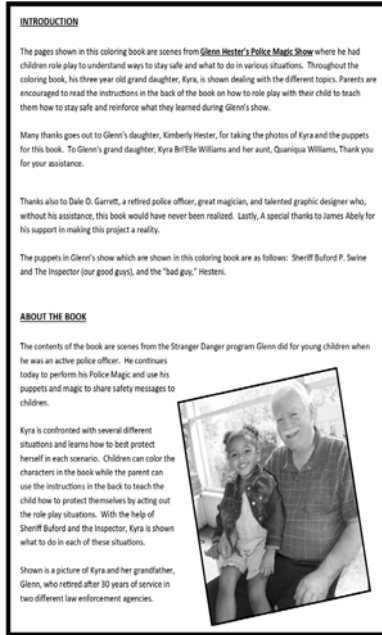 INTRODUCTION
The pages shown in this coloring book are scenes from Glenn Hester's Police Magic Show where he had
children role play to understand ways to stay safe and what to do in various situations.  Throughout the
coloring book, his three year old grand daughter, Kyra, is shown dealing with the different topics. Parents are
encouraged to read the instructions in the back of the book on how to role play with their child to teach
them how to stay safe and reinforce what they learned during Glenn's show.
Many thanks goes out to Glenn's daughter, Kimberly Hester, for taking the photos of Kyra and the puppets
for this book.  To Glenn's grand daughter, Kyra Bri'Elle Williams and her aunt, Quaniqua Williams, Thank you
for your assistance.
Thanks also to Dale O. Garrett, a retired police officer, great magician, and talented graphic designer who,
without his assistance, this book would have never been realized.  Lastly, A special thanks to James Abely for
his support in making this project a reality.
The puppets in Glenn's show which are shown in this coloring book are as follows:  Sheriff Buford P. Swine
and The Inspector (our good guys), and the "bad guy," Hesteni.
ABOUT THE BOOK
The contents of the book are scenes from the Stranger Danger program Glenn did for young children when
he was an active police officer.  He continues
today to perform his Police Magic and use his
puppets and magic to share safety messages to
children.
Kyra is confronted with several different
situations and learns how to best protect
herself in each scenario.  Children can color the
characters in the book while the parent can
use the instructions in the back to teach the
child how to protect themselves by acting out
the role play situations.  With the help of
Sheriff Buford and the Inspector, Kyra is shown
what to do in each of these situations.
Shown is a picture of Kyra and her grandfather,
Glenn, who retired after 30 years of service in
two different law enforcement agencies.